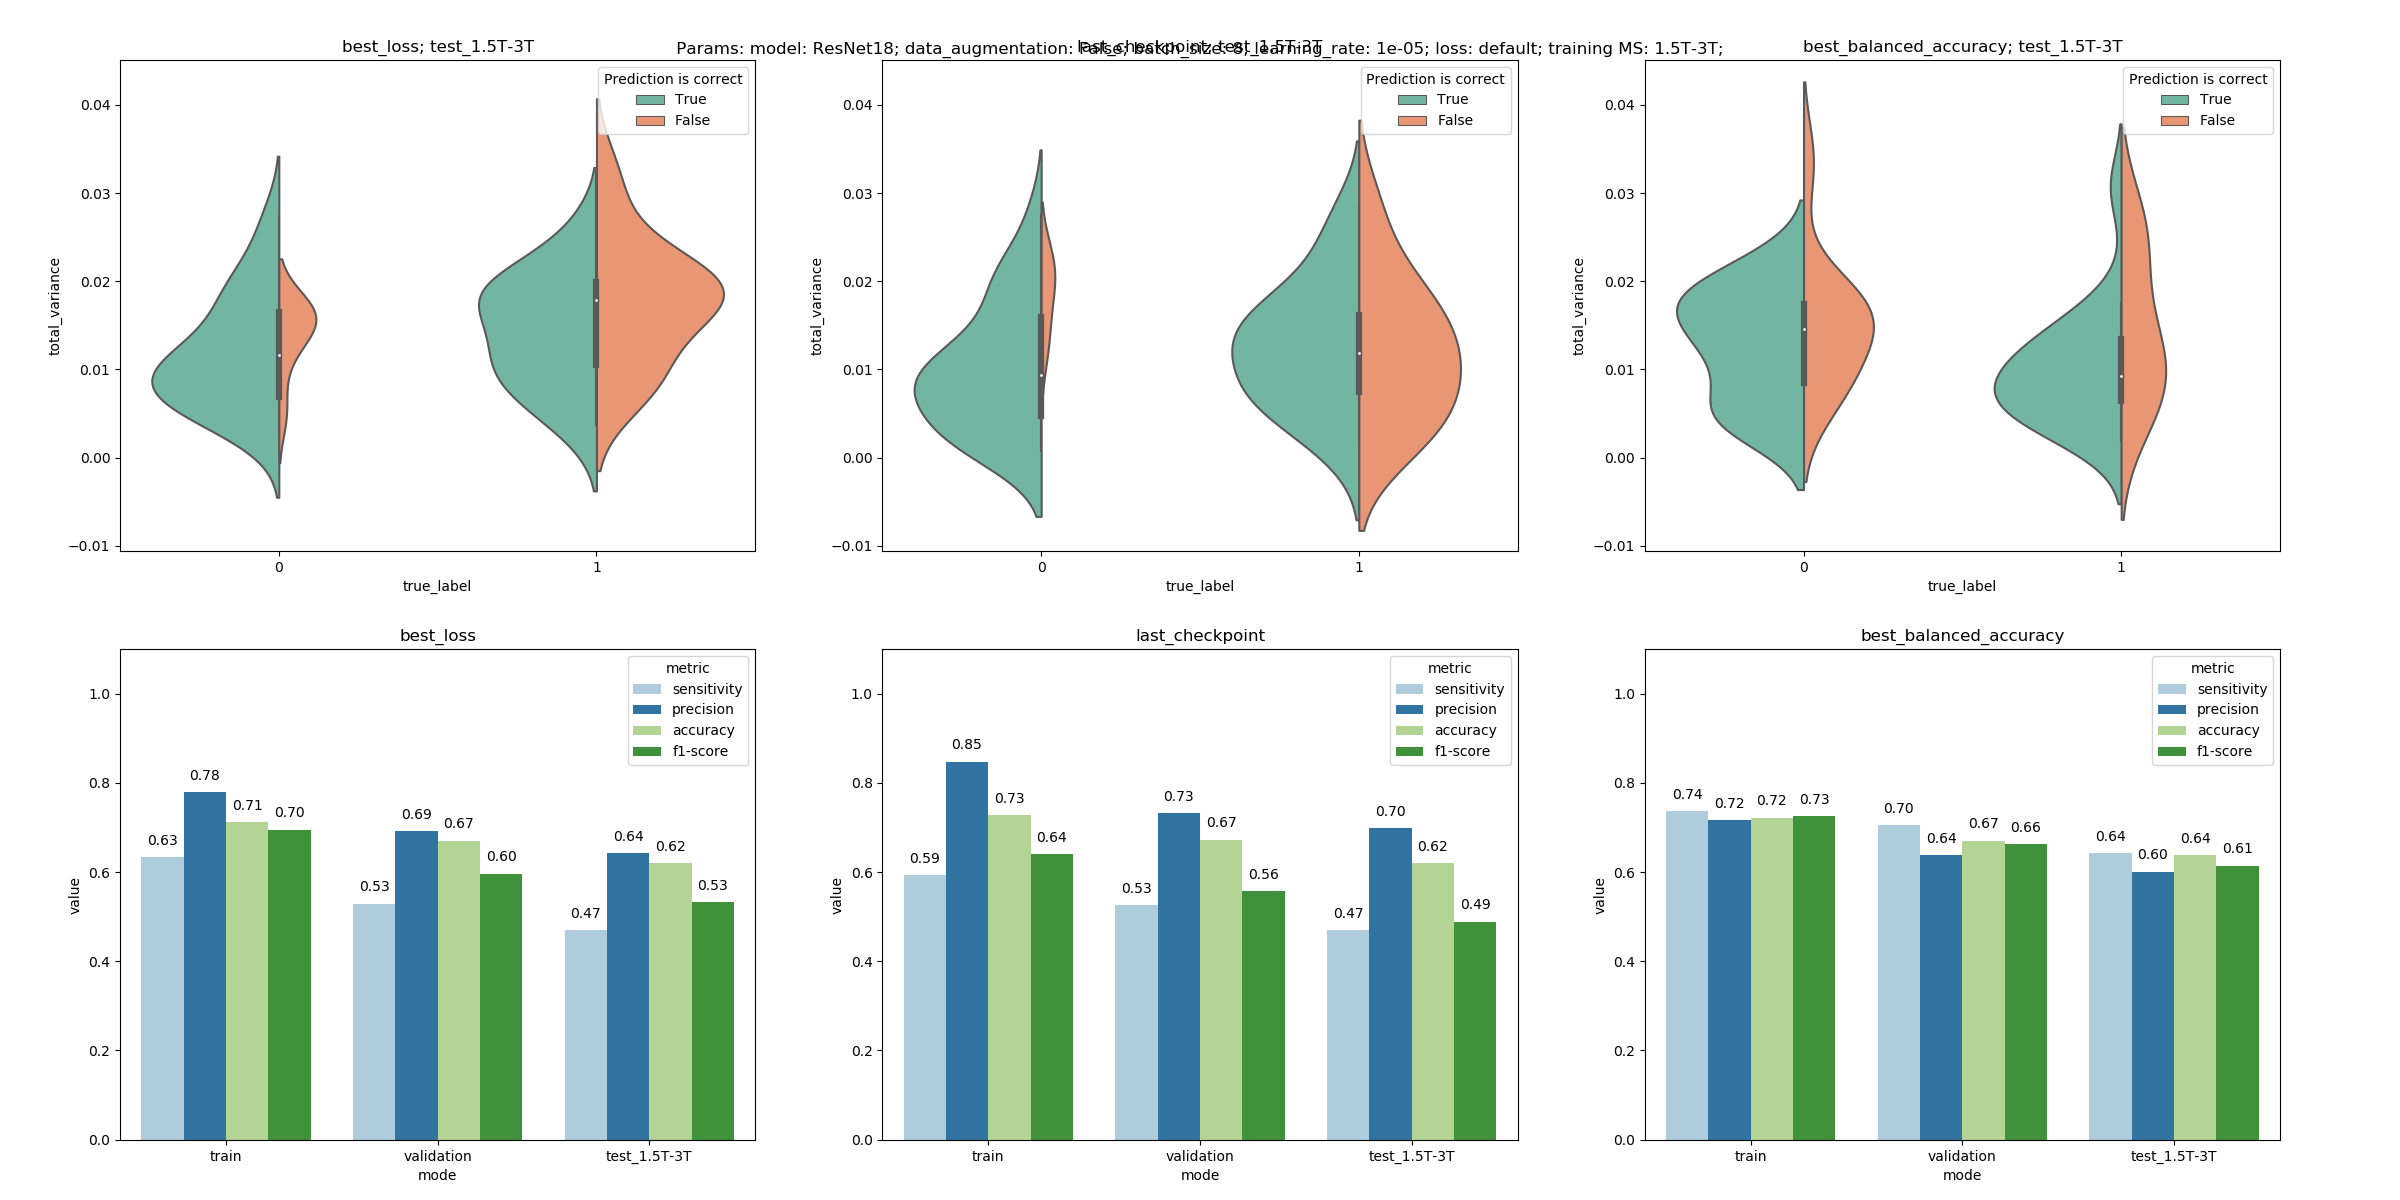 Params: model: ResNet18; data_augmentation: False; batch_size: 8; learning_rate: 1e-05; loss: default; training MS: 1.5T-3T;
best_loss; test_1.5T-3T
total_variance
0.04
0.03
0.02
0.01
0.00
−0.01
Prediction is correct
True
False
0 1
true_label
last_checkpoint; test_1.5T-3T
total_variance
0.04
0.03
0.02
0.01
0.00
−0.01
Prediction is correct
True
False
0 1
true_label
best_balanced_accuracy; test_1.5T-3T
total_variance
0.04
0.03
0.02
0.01
0.00
−0.01
Prediction is correct
True
False
0 1
true_label
best_loss
value
1.0
0.8
0.6
0.4
0.2
0.0
metric
sensitivity
precision
accuracy
f1-score
0.63 0.78 0.71 0.70
0.53 0.69 0.67 0.60
0.47 0.64 0.62 0.53
train validation test_1.5T-3T
mode
last_checkpoint
value
1.0
0.8
0.6
0.4
0.2
0.0
metric
sensitivity
precision
accuracy
f1-score
0.59 0.85 0.73 0.64
0.53 0.73 0.67 0.56
0.47 0.70 0.62 0.49
train validation test_1.5T-3T
mode
best_balanced_accuracy
value
1.0
0.8
0.6
0.4
0.2
0.0
metric
sensitivity
precision
accuracy
f1-score
0.74 0.72 0.72 0.73
0.70 0.64 0.67 0.66
0.64 0.60 0.64 0.61
train validation test_1.5T-3T
mode